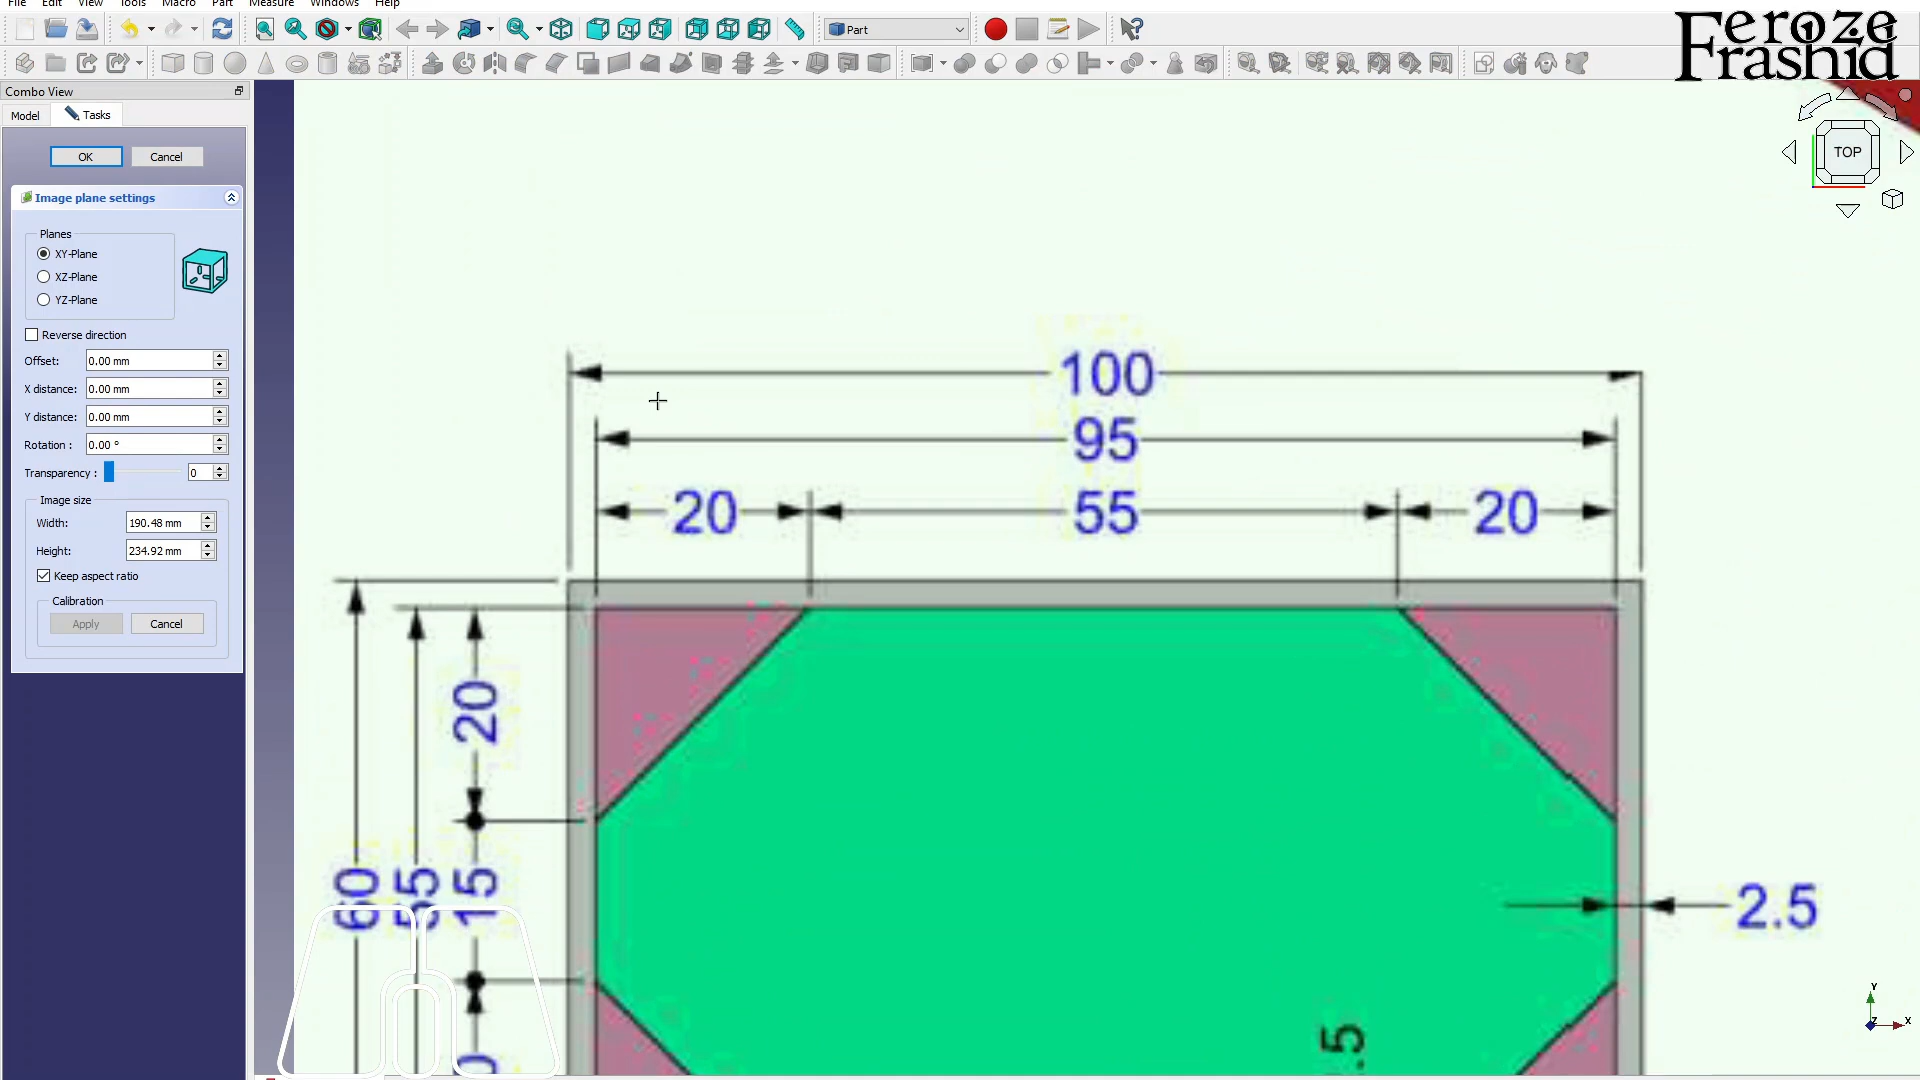 File Edit View Tools Macro Part Measure Windows Help
Part
Feroze
Frashid
Combo View
Model Tasks
TOP
OK Cancel
Image plane settings
Planes
XY-Plane
XZ-Plane
YZ-Plane
Reverse direction
Offset: 0.00 mm
X distance: 0.00 mm
Y distance: 0.00 mm
Rotation : 0.00 °
Transparency : 0
Image size
Width: 190.48 mm
Height: 234.92 mm
Keep aspect ratio
Calibration
Apply Cancel
100
95
20 55 20
20
60 55 15
2.5
Y
Z X